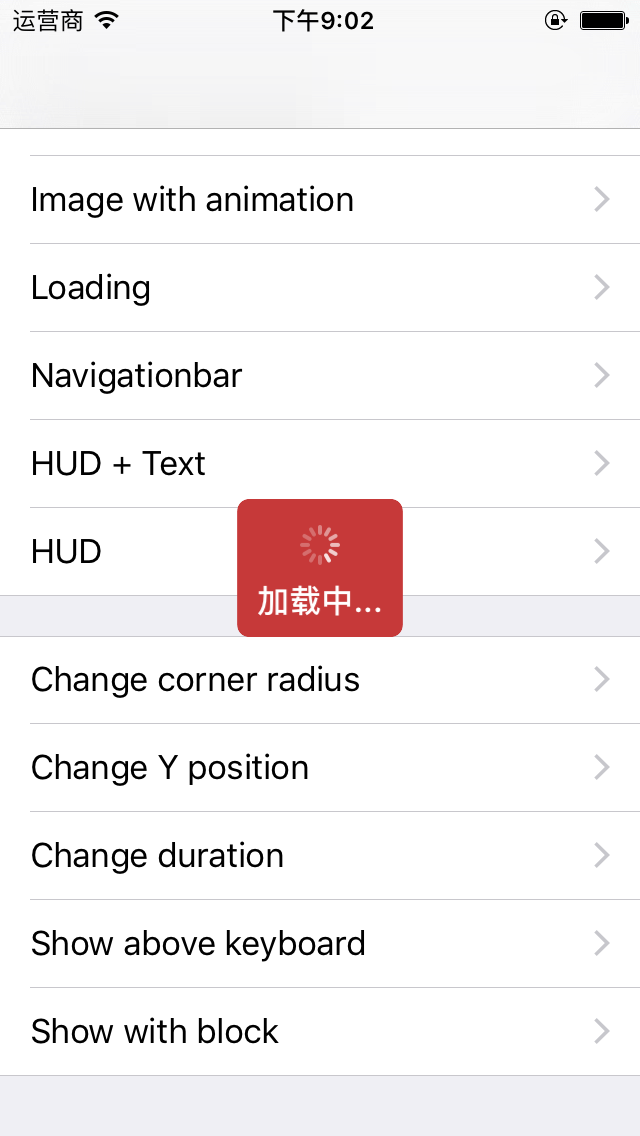 运营商 下午9:02
Image with animation
Loading
Navigationbar
HUD + Text
HUD
加载中...
Change corner radius
Change Y position
Change duration
Show above keyboard
Show with block